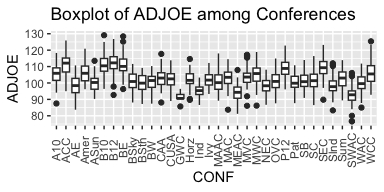 Boxplot of ADJOE among Conferences
ADJOE
130
120
110
100
90
80
A10
ACC
AE
Amer
ASun
B10
B12
BE
BSky
BSth
BW
CAA
CUSA
GWC
Horz
Ind
Ivy
MAAC
MAC
MEAC
MVC
MWC
NEC
OVC
P12
Pat
SB
SC
SEC
Slnd
Sum
SWAC
WAC
WCC
CONF